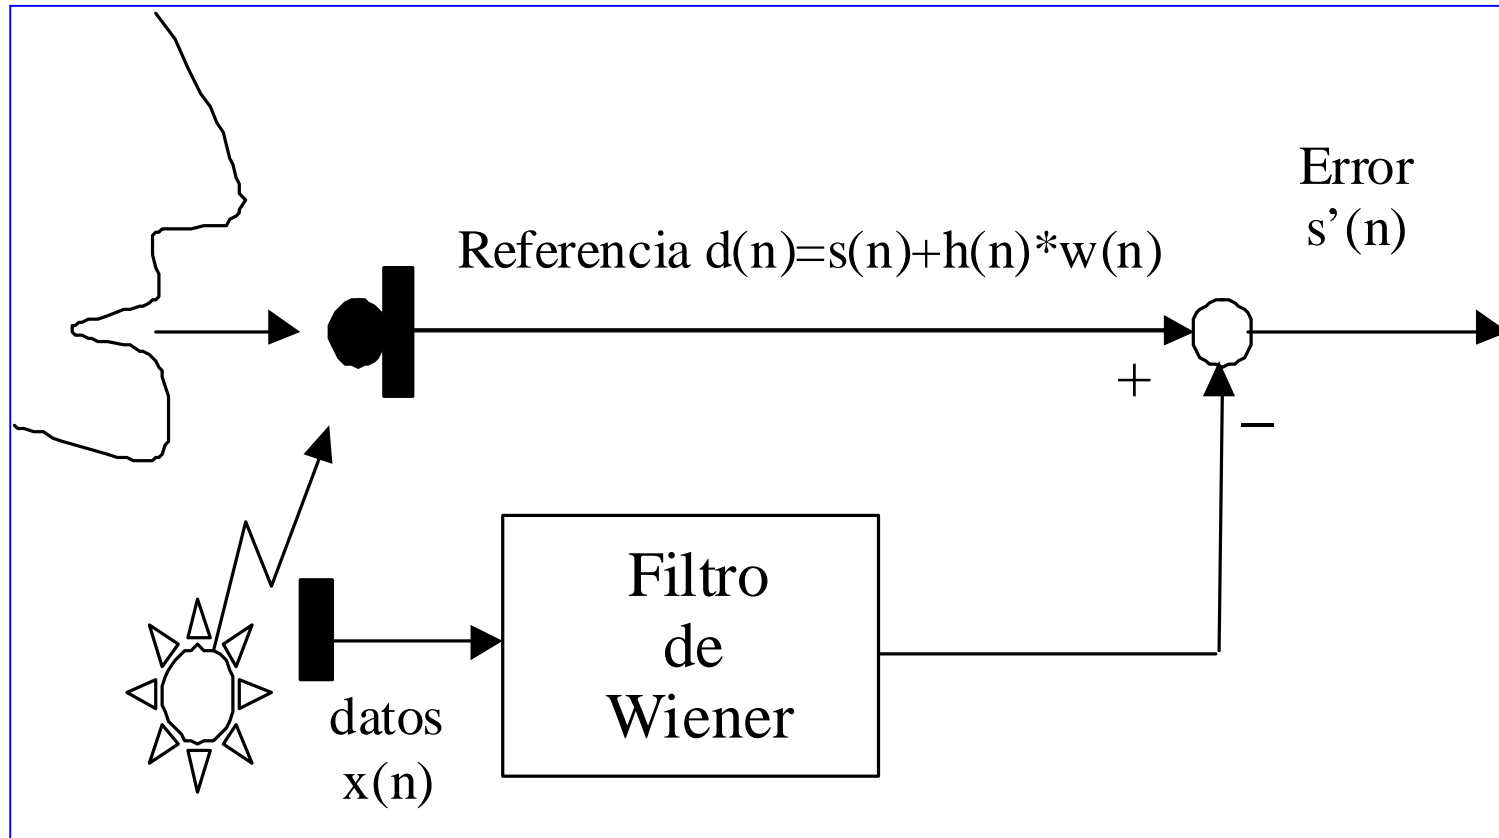 Error
s’(n)
Referencia d(n)=s(n)+h(n)*w(n)
+
–
Filtro
de
Wiener
datos
x(n)